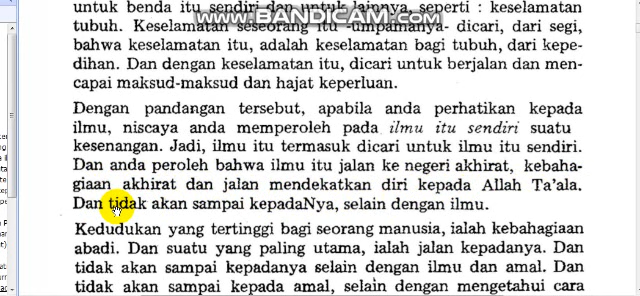 untuk benda itu sendiri dan untuk lainnya, seperti : keselamatan
www.BANDICAM.com
tubuh. Keselamatan seseorang itu -umpamanya- dicari, dari segi,
bahwa keselamatan itu, adalah keselamatan bagi tubuh, dari kepe-
dihan. Dan dengan keselamatan itu, dicari untuk berjalan dan men-
capai maksud-maksud dan hajat keperluan.
Dengan pandangan tersebut, apabila anda perhatikan kepada
ilmu, niscaya anda memperoleh pada ilmu itu sendiri suatu
kesenangan. Jadi, ilmu itu termasuk dicari untuk ilmu itu sendiri.
Dan anda peroleh bahwa ilmu itu jalan ke negeri akhirat, kebaha-
giaan akhirat dan jalan mendekatkan diri kepada Allah Ta'ala.
Dan tidak akan sampai kepadaNya, selain dengan ilmu.
Kedudukan yang tertinggi bagi seorang manusia, ialah kebahagiaan
abadi. Dan suatu yang paling utama, ialah jalan kepadanya. Dan
tidak akan sampai kepadanya selain dengan ilmu dan amal. Dan
tidak akan sampai kepada amal, selain dengan mengetahui cara